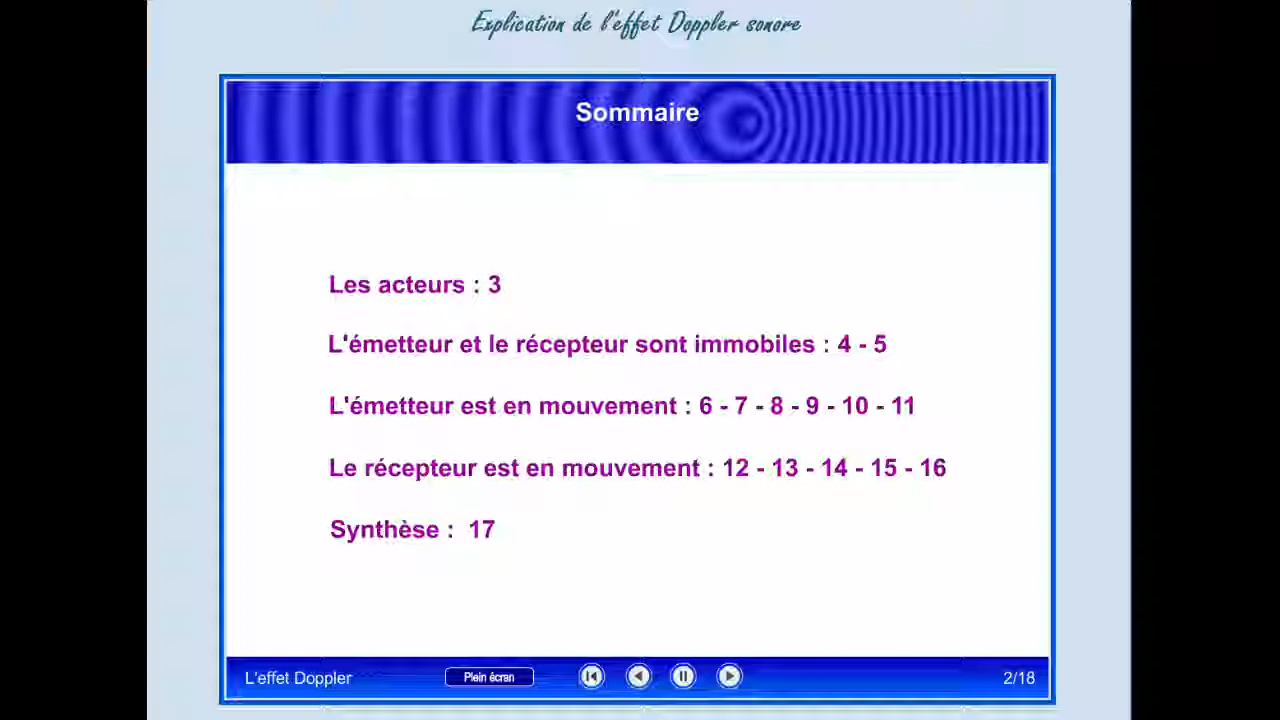 Explication de l'effet Doppler sonore
Sommaire
Les acteurs : 3
L'émetteur et le récepteur sont immobiles : 4 - 5
L'émetteur est en mouvement : 6 - 7 - 8 - 9 - 10 - 11
Le récepteur est en mouvement : 12 - 13 - 14 - 15 - 16
Synthèse : 17
L'effet Doppler
Plein écran
2/18